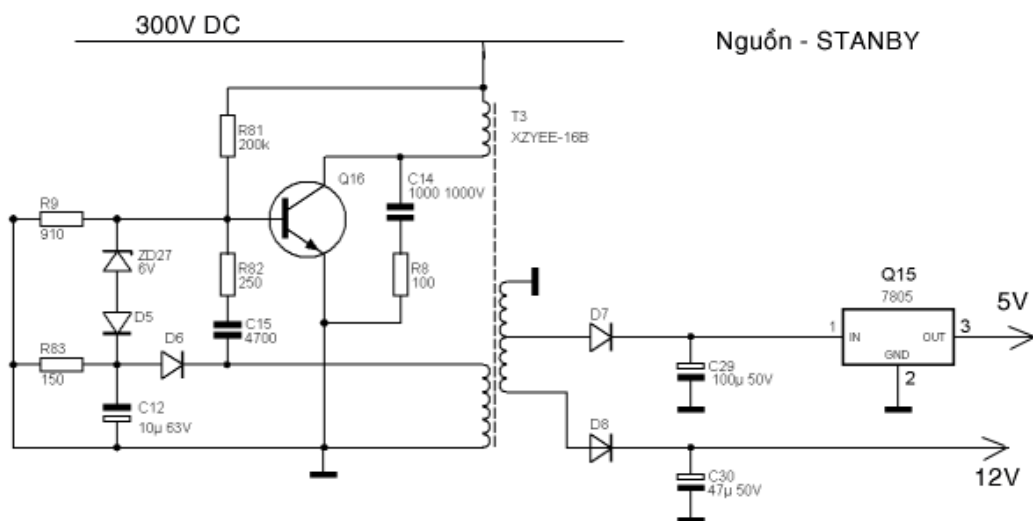 300V DC
Nguồn - STANBY
T3
XZYEE-16B
R81
200k
Q16
C14
1000 1000V
R9
910
ZD27
6V
R82
250
R8
100
Q15
7805
5V
D5
D6
C15
4700
D7
1
IN
OUT
3
GND
2
R83
150
C29
100µ 50V
C12
10µ 63V
D8
12V
C30
47µ 50V